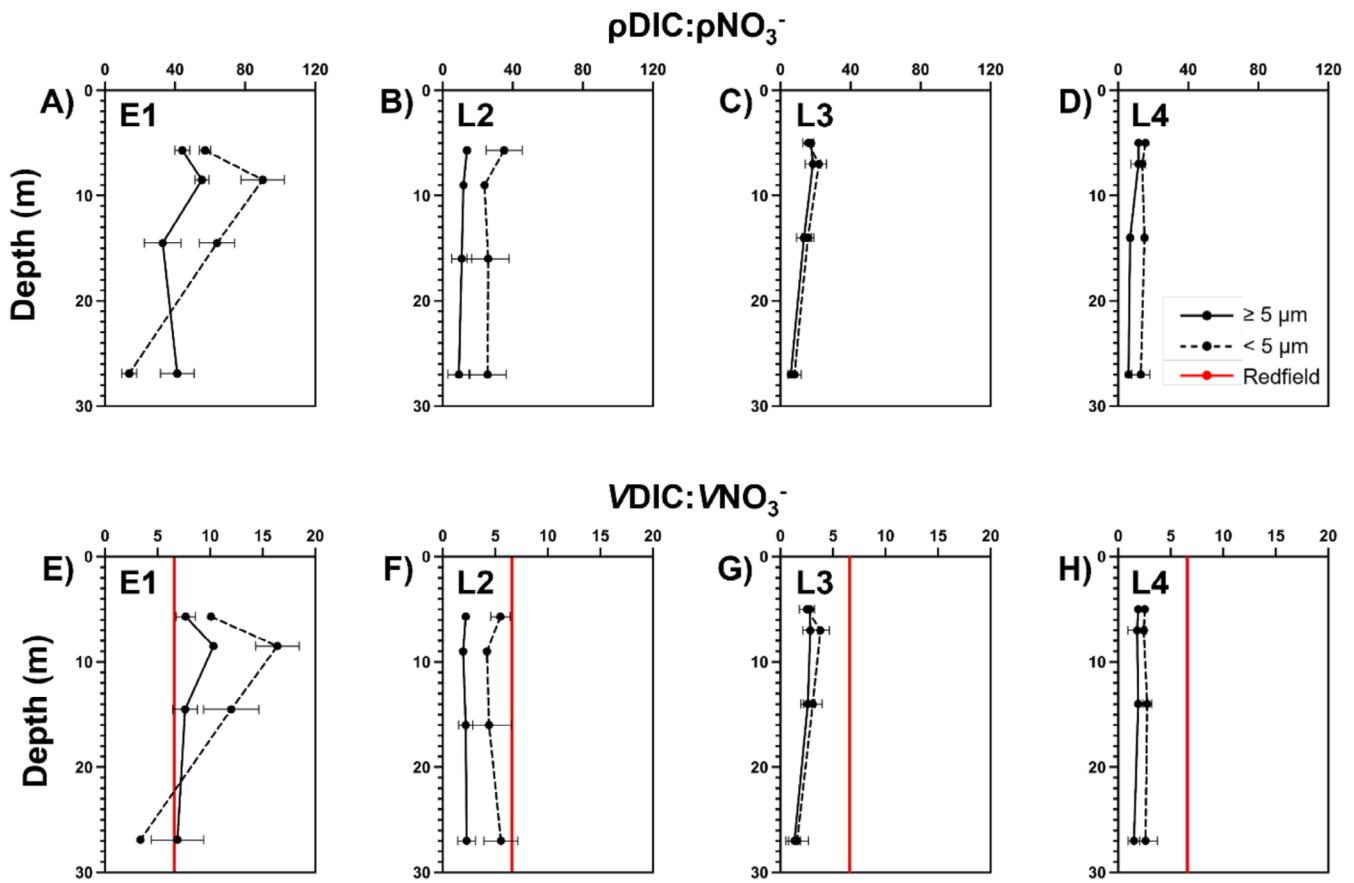 ρDIC:ρNO₃⁻
0 40 80 120 0 40 80 120 0 40 80 120 0 40 80 120
A) E1 B) L2 C) L3 D) L4
Depth (m)
0 0 0 0
10 10 10 10
20 20 20 20
30 30 30 30
≥ 5 μm
< 5 μm
Redfield
VDIC:VNO₃⁻
0 5 10 15 20 0 5 10 15 20 0 5 10 15 20 0 5 10 15 20
E) E1 F) L2 G) L3 H) L4
Depth (m)
0 0 0 0
10 10 10 10
20 20 20 20
30 30 30 30